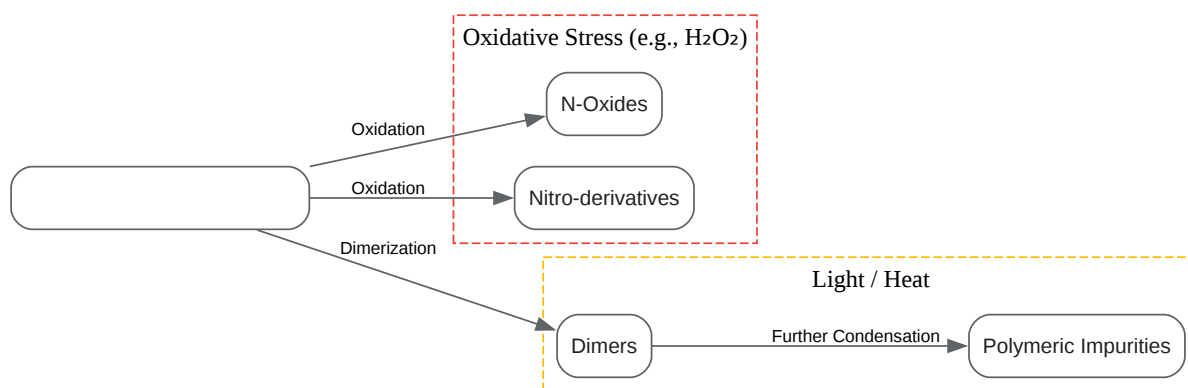 Oxidative Stress (e.g., H₂O₂)
N-Oxides
Oxidation
Oxidation
Nitro-derivatives
Dimerization
Light / Heat
Dimers
Further Condensation
Polymeric Impurities